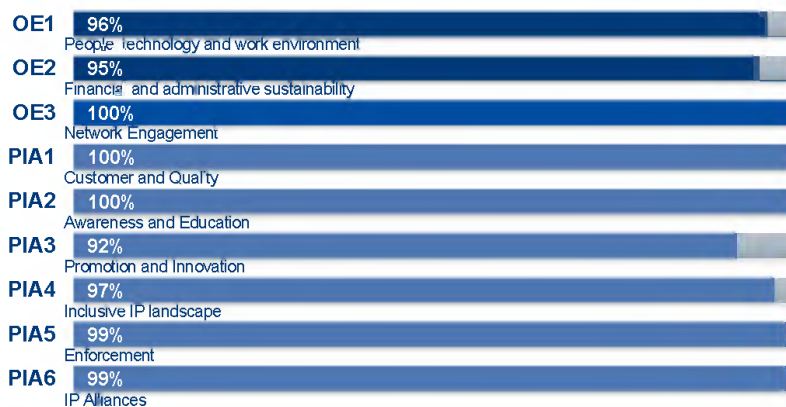 OE1 96%
People technology and work environment
OE2 95%
Financial and administrative sustainability
OE3 100%
Network Engagement
PIA1 100%
Customer and Quality
PIA2 100%
Awareness and Education
PIA3 92%
Promotion and Innovation
PIA4 97%
Inclusive IP landscape
PIA5 99%
Enforcement
PIA6 99%
IP Alliances